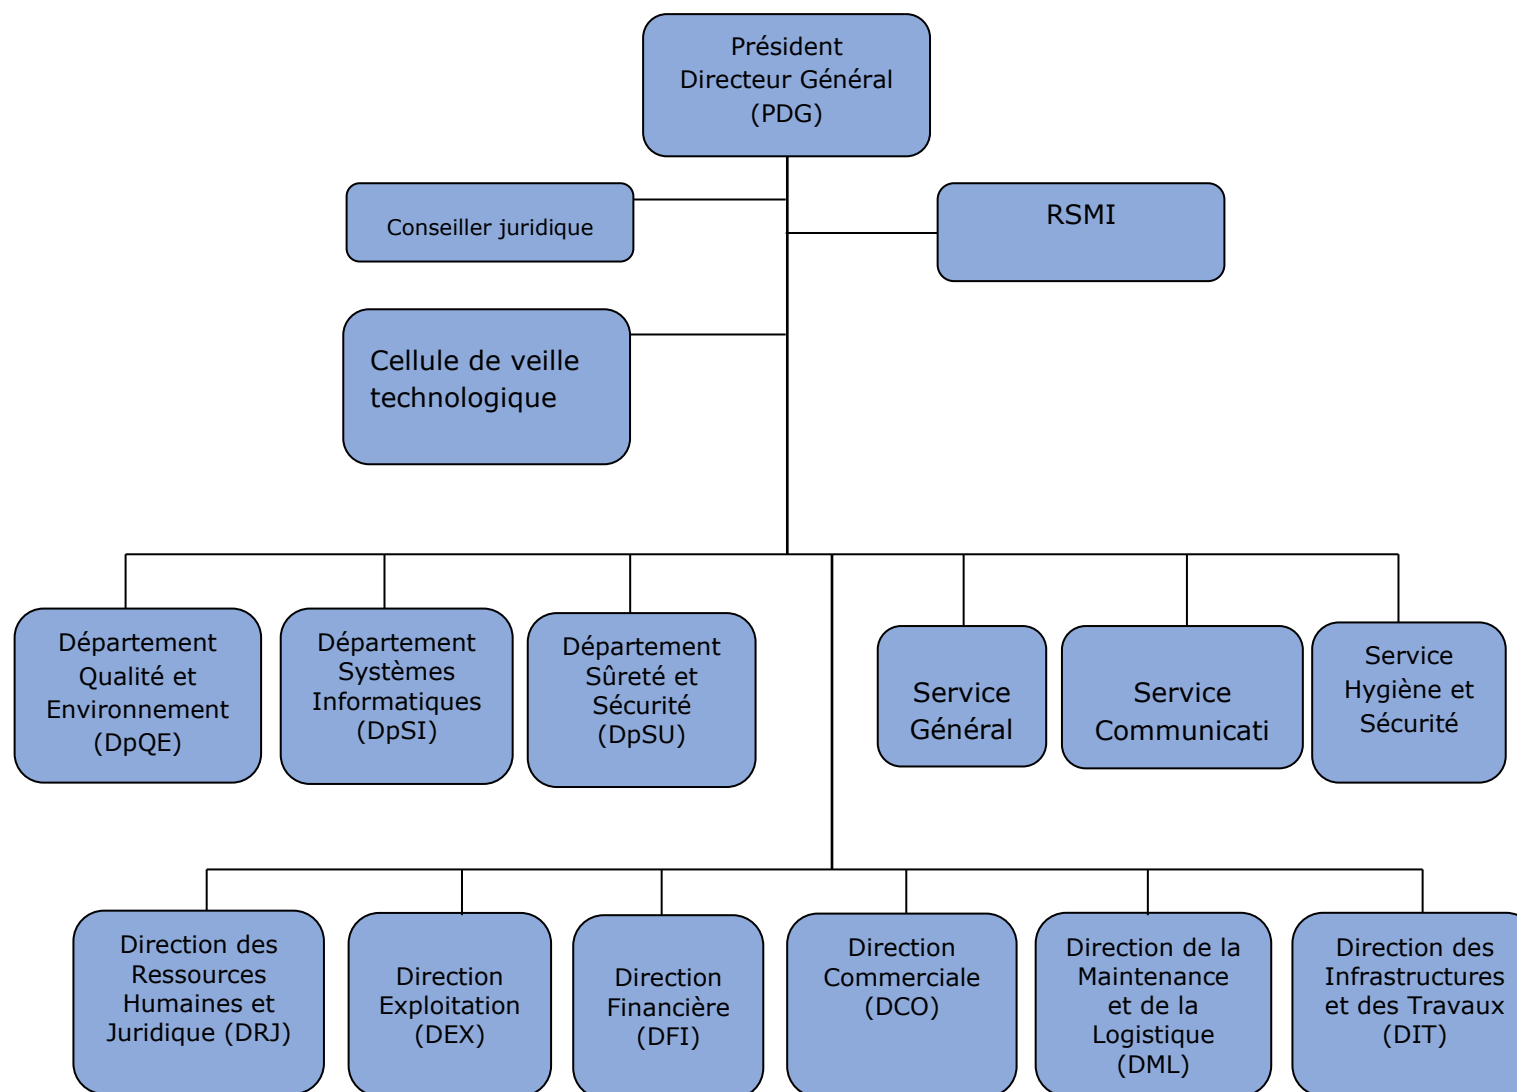 Président
Directeur Général
(PDG)
Conseiller juridique
RSMI
Cellule de veille
technologique
Département
Qualité et
Environnement
(DpQE)
Département
Systèmes
Informatiques
(DpSI)
Département
Sûreté et
Sécurité
(DpSU)
Service
Général
Service
Communicati
Service
Hygiène et
Sécurité
Direction des
Ressources
Humaines et
Juridique (DRJ)
Direction
Exploitation
(DEX)
Direction
Financière
(DFI)
Direction
Commerciale
(DCO)
Direction de la
Maintenance
et de la
Logistique
(DML)
Direction des
Infrastructures
et des Travaux
(DIT)